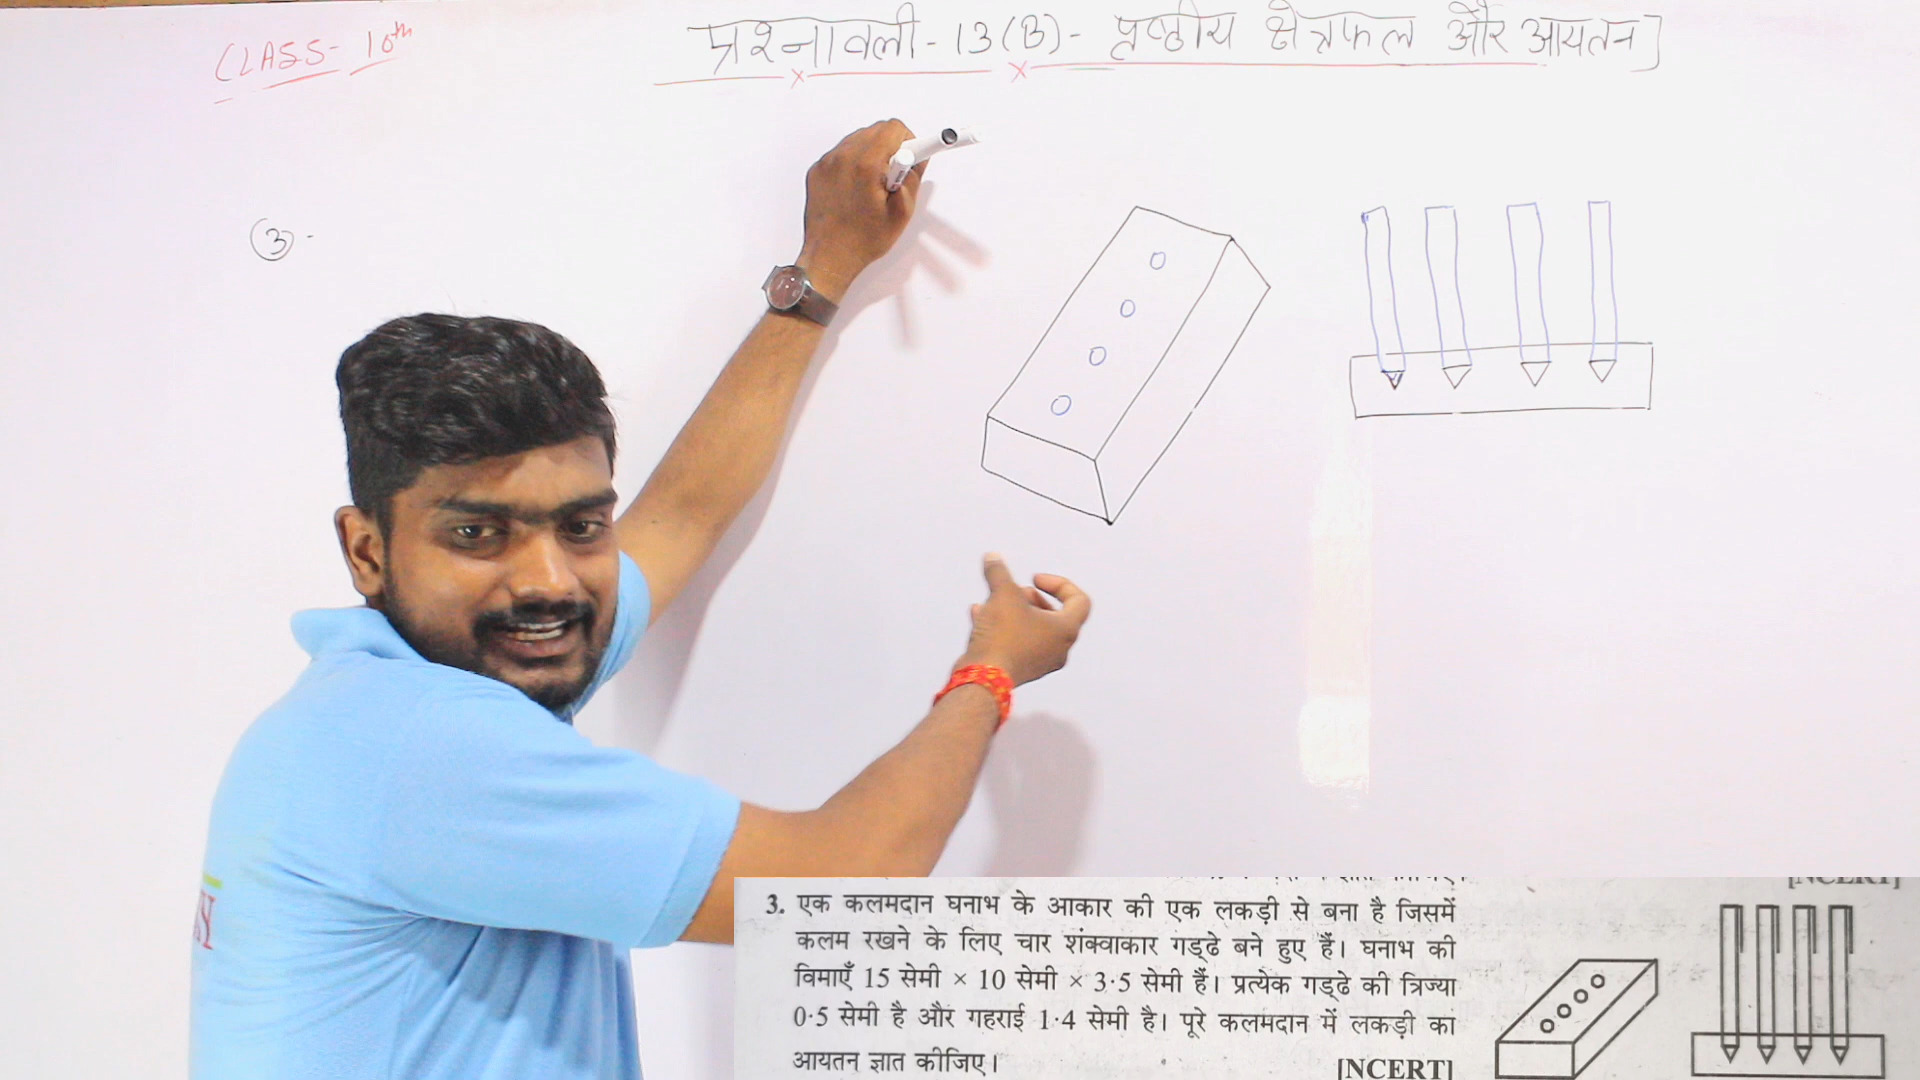 CLASS- 10th
प्रश्नावली - 13(B) - पृष्ठीय क्षेत्रफल और आयतन]
③ -
[NCERT]
3. एक कलमदान घनाभ के आकार की एक लकड़ी से बना है जिसमें
कलम रखने के लिए चार शंक्वाकार गड्ढे बने हुए हैं। घनाभ की
विमाएँ 15 सेमी × 10 सेमी × 3·5 सेमी हैं। प्रत्येक गड्ढे की त्रिज्या
0·5 सेमी है और गहराई 1·4 सेमी है। पूरे कलमदान में लकड़ी का
आयतन ज्ञात कीजिए।
[NCERT]